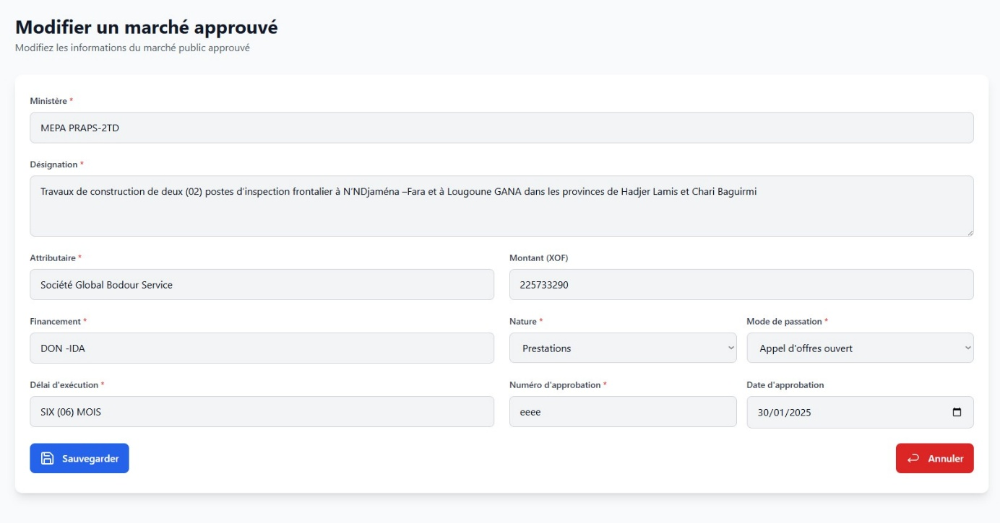 Modifier un marché approuvé
Modifiez les informations du marché public approuvé
Ministère *
MEPA PRAPS-2TD
Désignation *
Travaux de construction de deux (02) postes d'inspection frontalier à N'NDjaména –Fara et à Lougoune GANA dans les provinces de Hadjer Lamis et Chari Baguirmi
Attributaire *
Montant (XOF)
Société Global Bodour Service
225733290
Financement *
Nature *
Mode de passation *
DON -IDA
Prestations
Appel d'offres ouvert
Délai d'exécution *
Numéro d'approbation *
Date d'approbation
SIX (06) MOIS
eeee
30/01/2025
Sauvegarder
Annuler